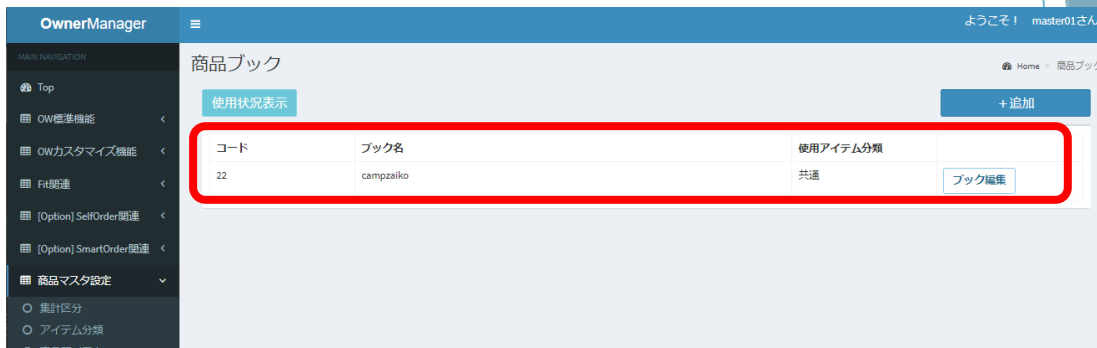 OwnerManager
ようこそ！ master01さん
MAIN NAVIGATION
商品ブック
Home > 商品ブック
Top
使用状況表示
+追加
OW標準機能
OWカスタマイズ機能
コード ブック名 使用アイテム分類
22 campzaiko 共通 ブック編集
Fit関連
[Option] SelfOrder関連
[Option] SmartOrder関連
商品マスタ設定
集計区分
アイテム分類